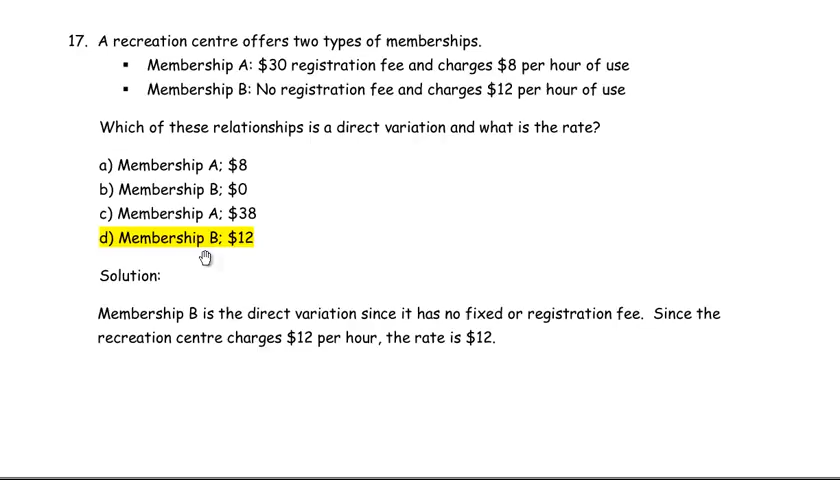 17. A recreation centre offers two types of memberships.
▪ Membership A: $30 registration fee and charges $8 per hour of use
▪ Membership B: No registration fee and charges $12 per hour of use
Which of these relationships is a direct variation and what is the rate?
a) Membership A; $8
b) Membership B; $0
c) Membership A; $38
d) Membership B; $12
Solution:
Membership B is the direct variation since it has no fixed or registration fee. Since the
recreation centre charges $12 per hour, the rate is $12.